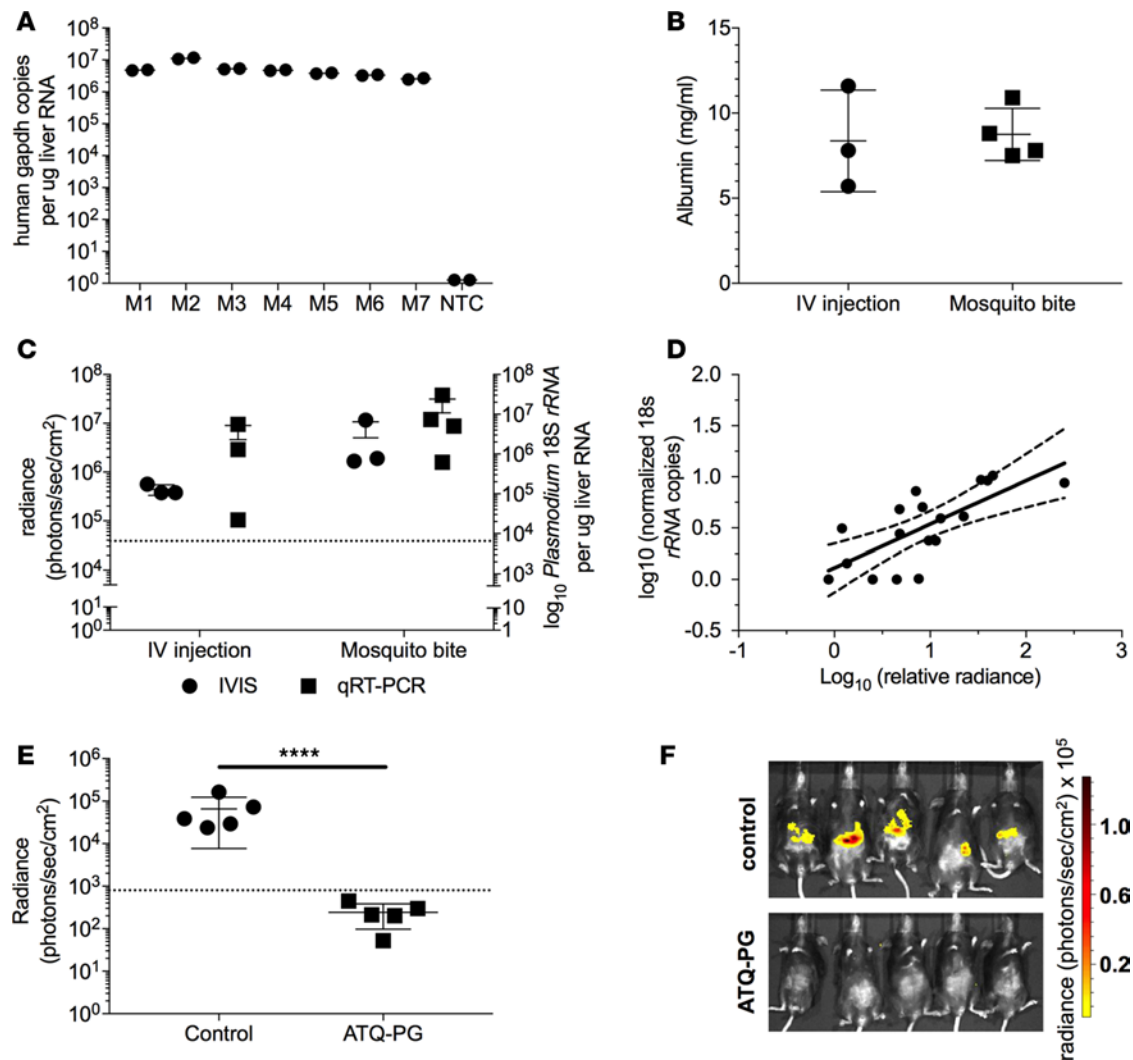 A
human gapdh copies
per ug liver RNA
10⁸
10⁷
10⁶
10⁵
10⁴
10³
10²
10¹
10⁰
M1 M2 M3 M4 M5 M6 M7 NTC
B
Albumin (mg/ml)
15
10
5
0
IV injection Mosquito bite
C
radiance
(photons/sec/cm²)
10⁸
10⁷
10⁶
10⁵
10⁴
10¹
10⁰
10⁸
10⁷
10⁶
10⁵
10⁴
10³
10
1
log₁₀ Plasmodium 18S rRNA
per ug liver RNA
IV injection Mosquito bite
IVIS qRT-PCR
D
log10 (normalized 18s
rRNA copies)
2.0
1.5
1.0
0.5
0.0
-0.5
-1 0 1 2 3
Log₁₀ (relative radiance)
E
Radiance
(photons/sec/cm²)
10⁶
10⁵
10⁴
10³
10²
10¹
10⁰
****
Control ATQ-PG
F
control
ATQ-PG
1.0
0.6
0.2
radiance (photons/sec/cm²) x 10⁵